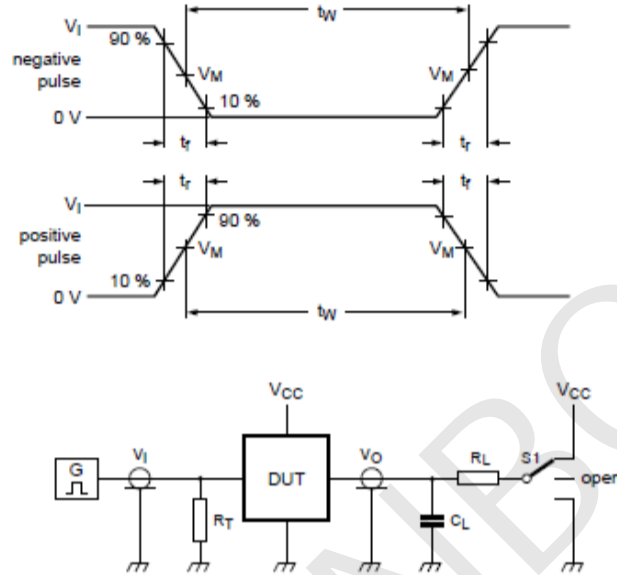 tW
VI
90 %
negative
pulse
VM
VM
10 %
0 V
tf
tr
tr
tf
VI
90 %
positive
pulse
VM
VM
10 %
0 V
tW
VCC
VCC
G
VI
DUT
VO
RL
S1
open
RT
CL